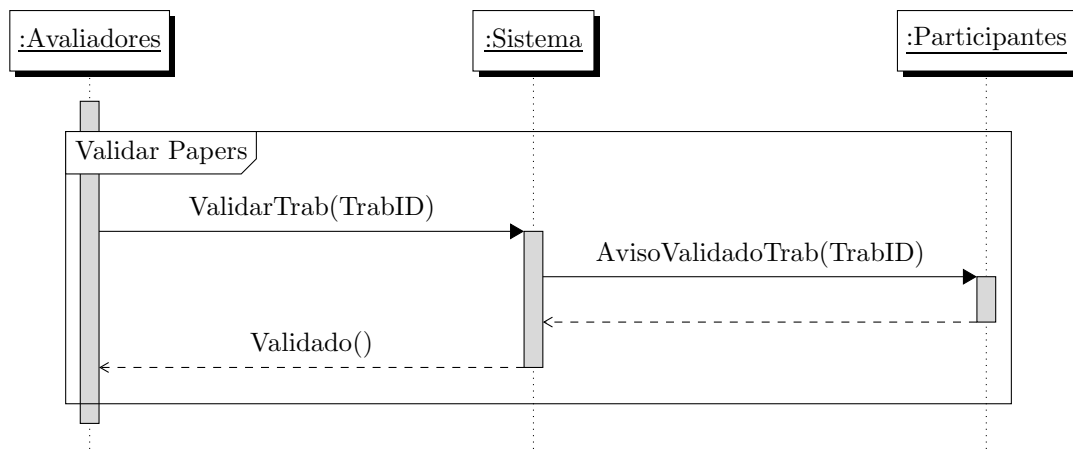 :Avaliadores
:Sistema
:Participantes
Validar Papers
ValidarTrab(TrabID)
AvisoValidadoTrab(TrabID)
Validado()